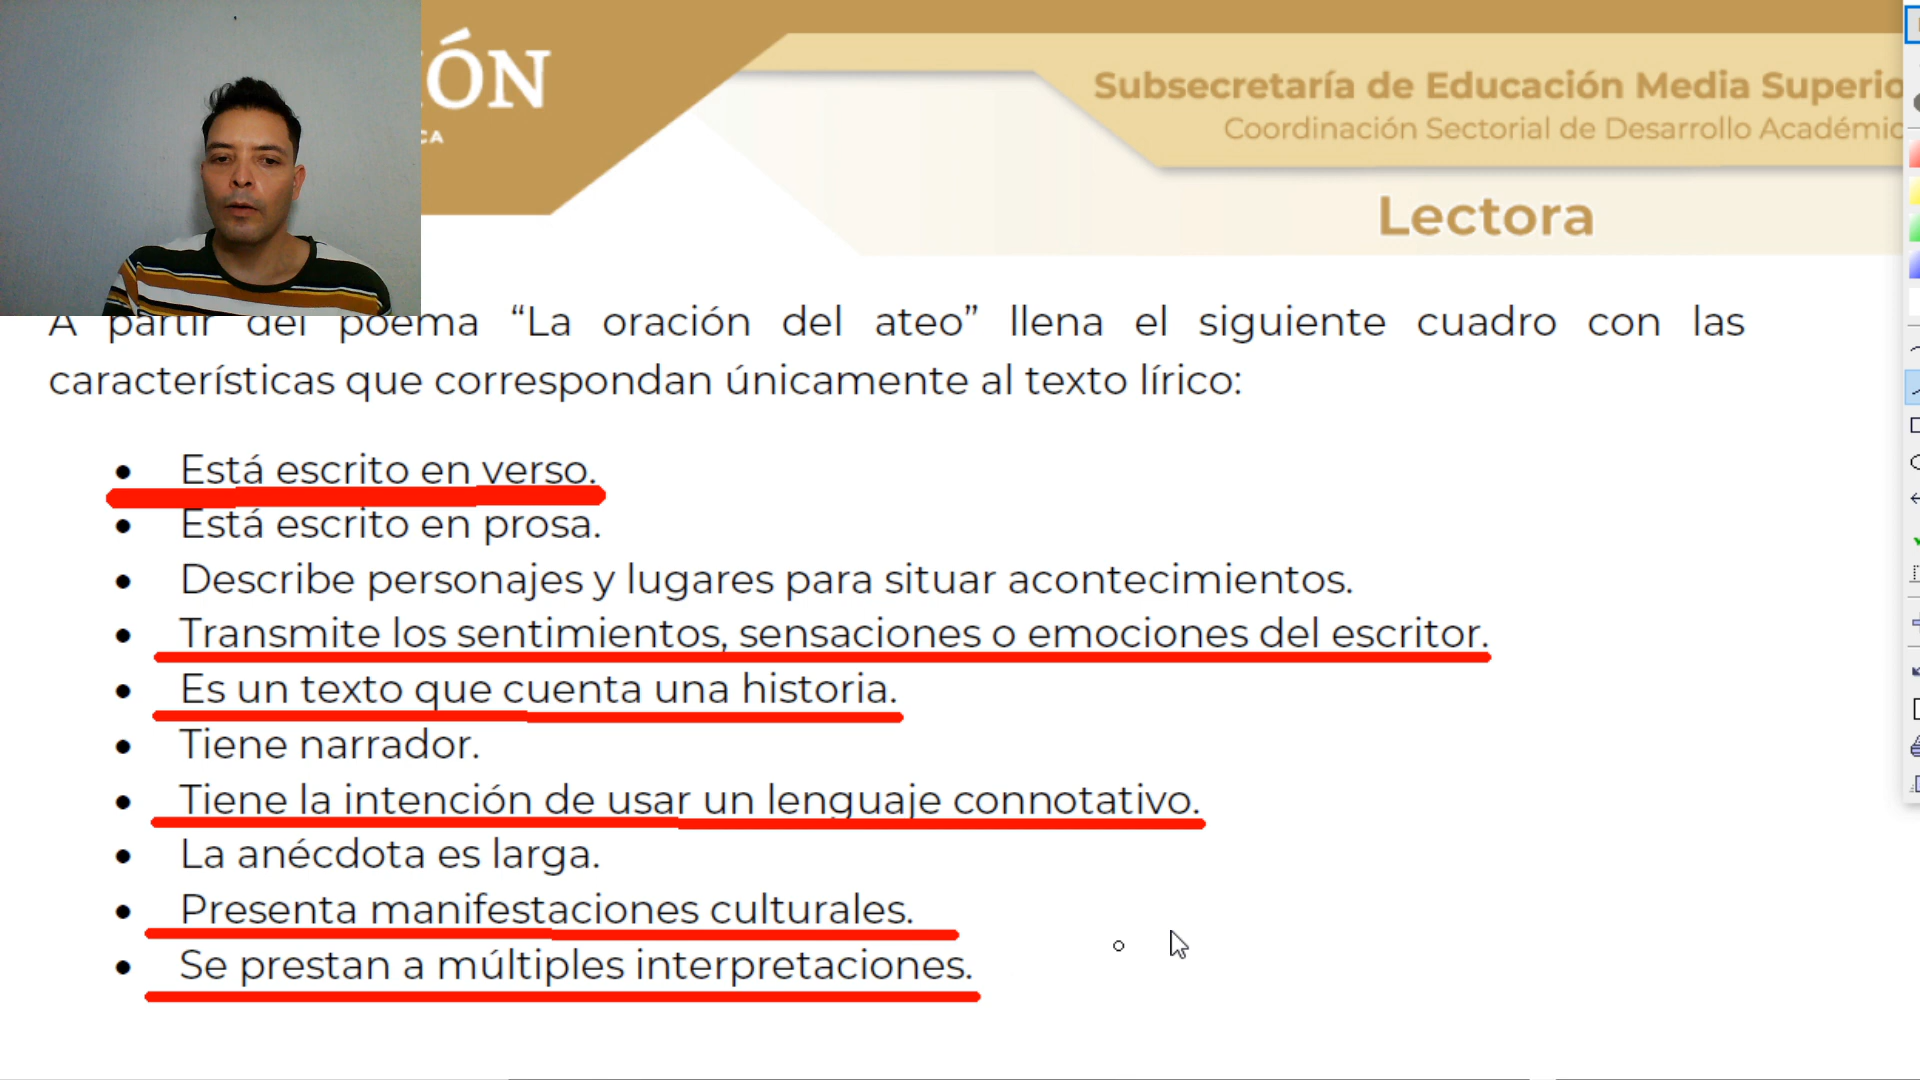 ÓN
CA
Subsecretaría de Educación Media Superio
Coordinación Sectorial de Desarrollo Académic
Lectora
A partir del poema “La oración del ateo” llena el siguiente cuadro con las
características que correspondan únicamente al texto lírico:
• Está escrito en verso.
• Está escrito en prosa.
• Describe personajes y lugares para situar acontecimientos.
• Transmite los sentimientos, sensaciones o emociones del escritor.
• Es un texto que cuenta una historia.
• Tiene narrador.
• Tiene la intención de usar un lenguaje connotativo.
• La anécdota es larga.
• Presenta manifestaciones culturales.
• Se prestan a múltiples interpretaciones.